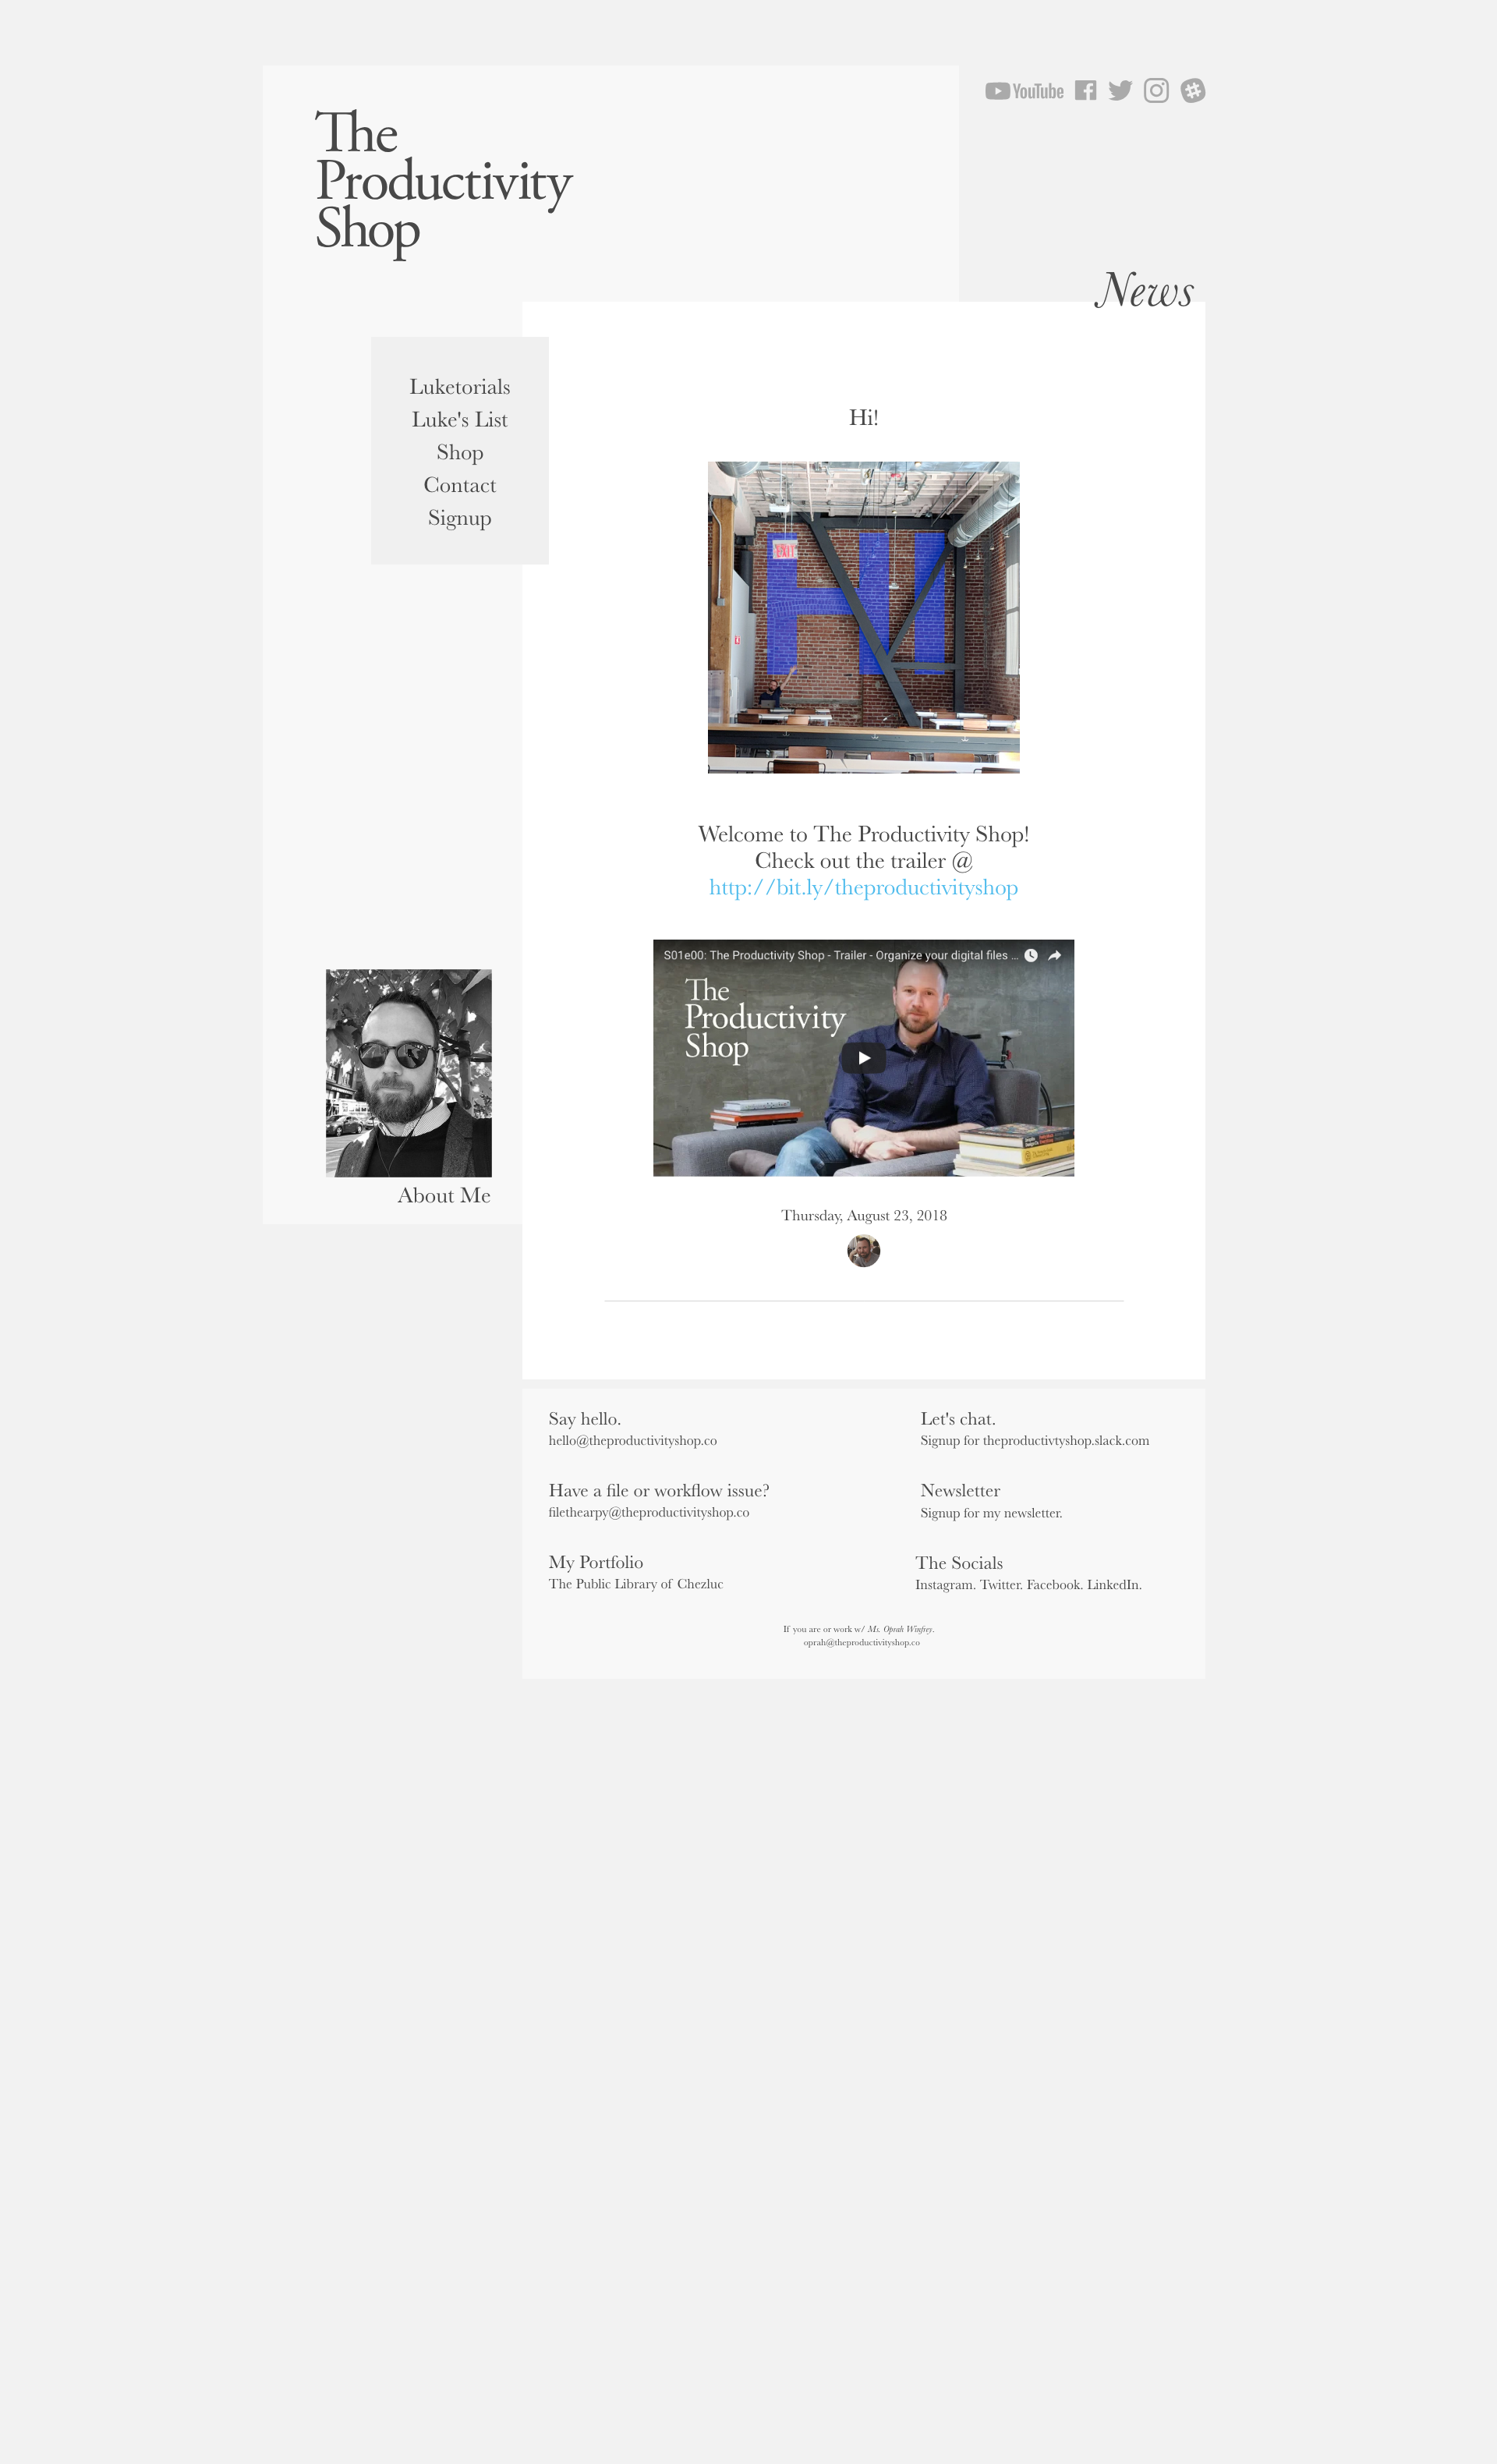 The
Productivity
Shop
YouTube
News
Luketorials
Luke's List
Shop
Contact
Signup
Hi!
EXIT
HI
Welcome to The Productivity Shop!
Check out the trailer @
http://bit.ly/theproductivityshop
S01e00: The Productivity Shop - Trailer - Organize your digital files ...
The
Productivity
Shop
About Me
Thursday, August 23, 2018
Say hello.
hello@theproductivityshop.co
Let's chat.
Signup for theproductivtyshop.slack.com
Have a file or workflow issue?
filethearpy@theproductivityshop.co
Newsletter
Signup for my newsletter.
My Portfolio
The Public Library of Chezluc
The Socials
Instagram. Twitter. Facebook. LinkedIn.
If you are or work w/ Ms. Oprah Winfrey.
oprah@theproductivityshop.co